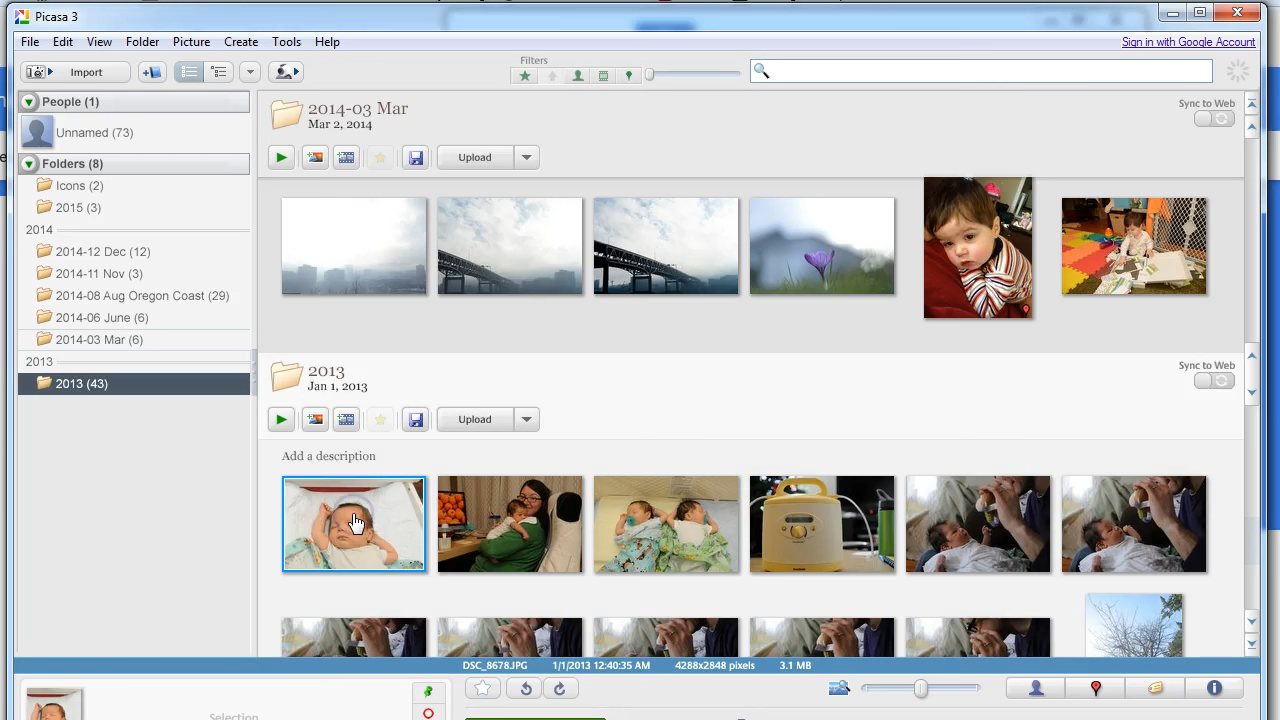 Picasa 3
File Edit View Folder Picture Create Tools Help
Sign in with Google Account
Import
Filters
People (1)
Unnamed (73)
Folders (8)
Icons (2)
2015 (3)
2014
2014-12 Dec (12)
2014-11 Nov (3)
2014-08 Aug Oregon Coast (29)
2014-06 June (6)
2014-03 Mar (6)
2013
2013 (43)
2014-03 Mar
Mar 2, 2014
Sync to Web
Upload
2013
Jan 1, 2013
Sync to Web
Upload
Add a description
DSC_8678.JPG 1/1/2013 12:40:35 AM 4288x2848 pixels 3.1 MB
Selection